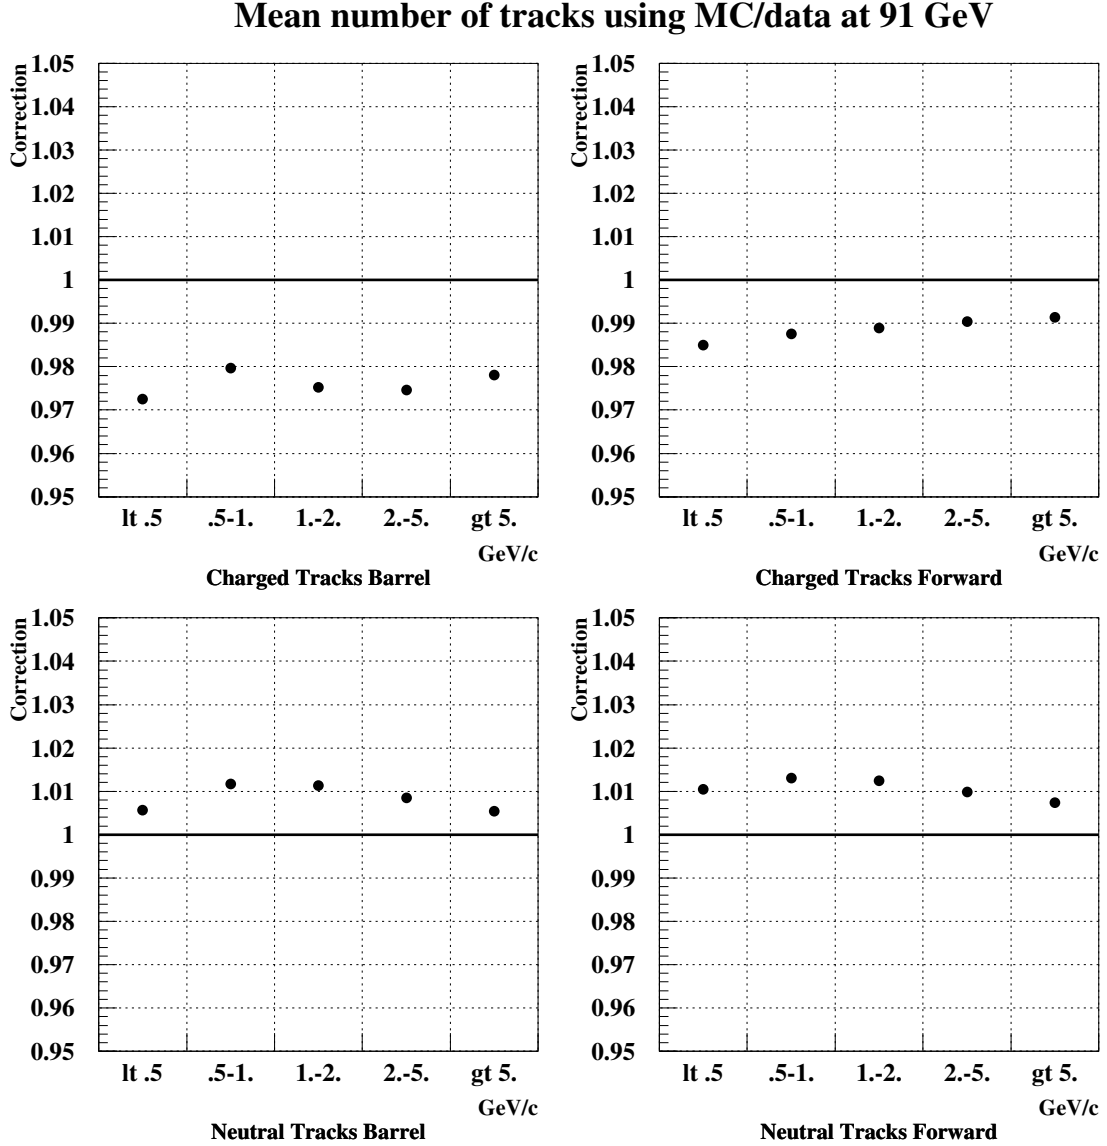 Mean number of tracks using MC/data at 91 GeV
Correction
1.05
1.04
1.03
1.02
1.01
1
0.99
0.98
0.97
0.96
0.95
lt .5 .5-1. 1.-2. 2.-5. gt 5.
GeV/c
Charged Tracks Barrel
Correction
1.05
1.04
1.03
1.02
1.01
1
0.99
0.98
0.97
0.96
0.95
lt .5 .5-1. 1.-2. 2.-5. gt 5.
GeV/c
Charged Tracks Forward
Correction
1.05
1.04
1.03
1.02
1.01
1
0.99
0.98
0.97
0.96
0.95
lt .5 .5-1. 1.-2. 2.-5. gt 5.
GeV/c
Neutral Tracks Barrel
Correction
1.05
1.04
1.03
1.02
1.01
1
0.99
0.98
0.97
0.96
0.95
lt .5 .5-1. 1.-2. 2.-5. gt 5.
GeV/c
Neutral Tracks Forward